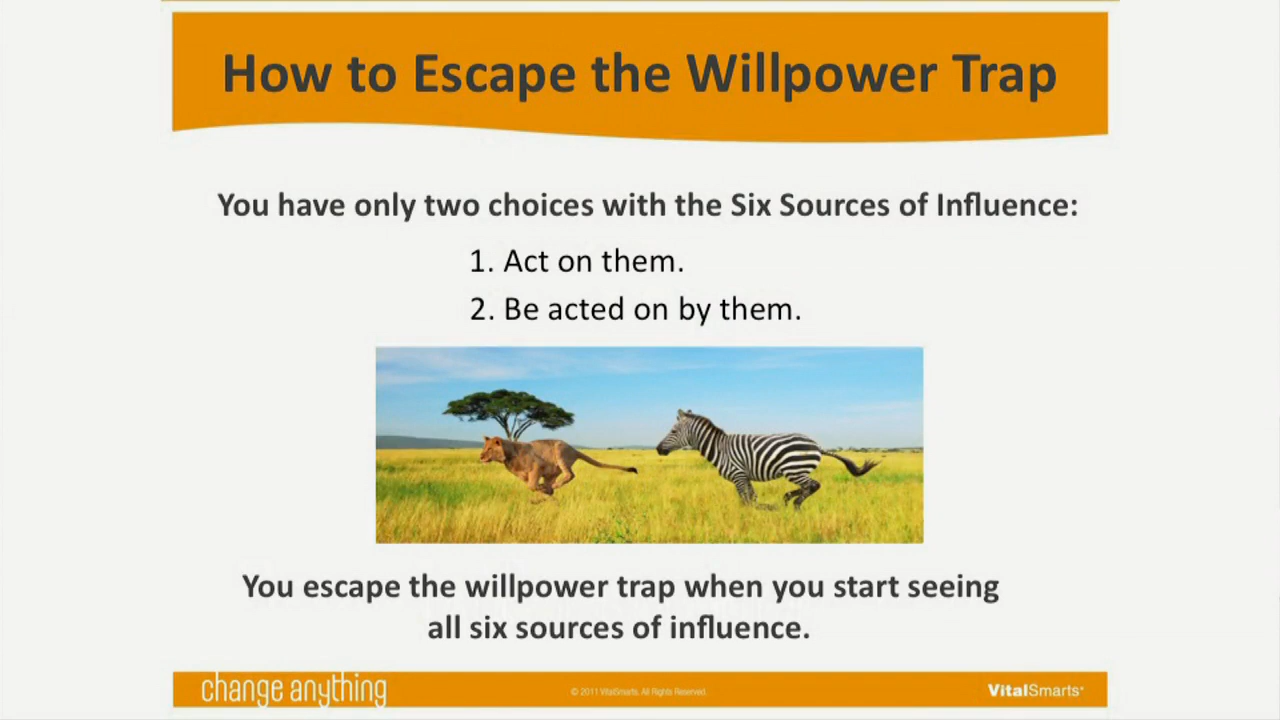 How to Escape the Willpower Trap
You have only two choices with the Six Sources of Influence:
1. Act on them.
2. Be acted on by them.
You escape the willpower trap when you start seeing
all six sources of influence.
change anything
© 2011 VitalSmarts. All Rights Reserved.
VitalSmarts